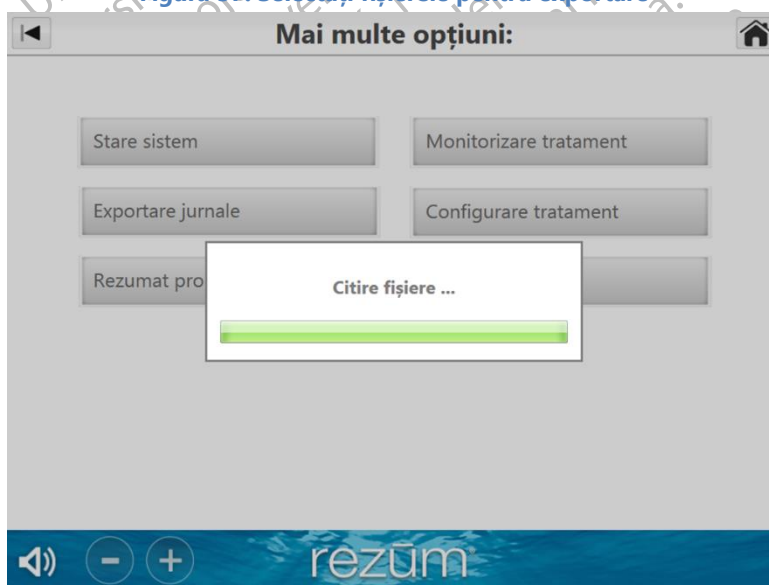 Mai multe opțiuni:
Stare sistem
Monitorizare tratament
Exportare jurnale
Configurare tratament
Rezumat pro
Citire fișiere ...
rezūm